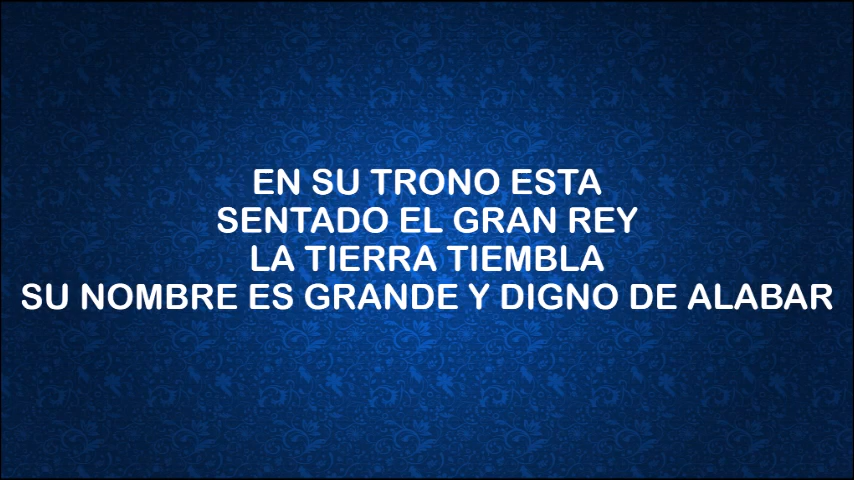 EN SU TRONO ESTA
SENTADO EL GRAN REY
LA TIERRA TIEMBLA
SU NOMBRE ES GRANDE Y DIGNO DE ALABAR